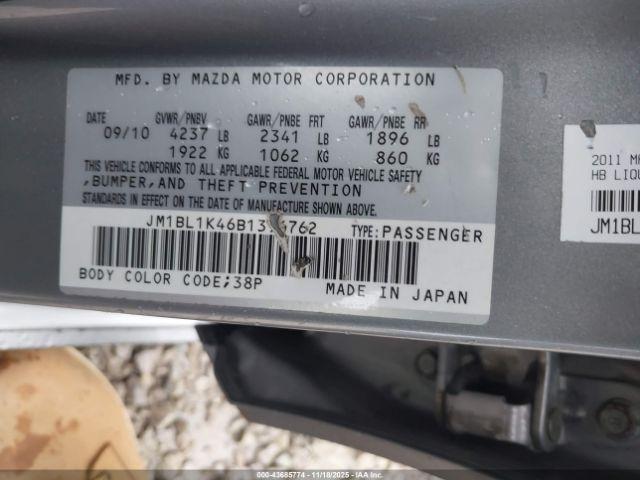 MFD. BY MAZDA MOTOR CORPORATION
DATE GVWR/PNBV GAWR/PNBE FRT GAWR/PNBE RR
09/10 4237 LB 2341 LB 1896 LB
1922 KG 1062 KG 860 KG
THIS VEHICLE CONFORMS TO ALL APPLICABLE FEDERAL MOTOR VEHICLE SAFETY
,BUMPER,AND THEFT PREVENTION
STANDARDS IN EFFECT ON THE DATE OF MANUFACTURE SHOWN ABOVE.
TYPE:PASSENGER
BODY COLOR CODE;38P MADE IN JAPAN
2011
HB
JM1BL
000-43685774 - 11/18/2025 - IAAI